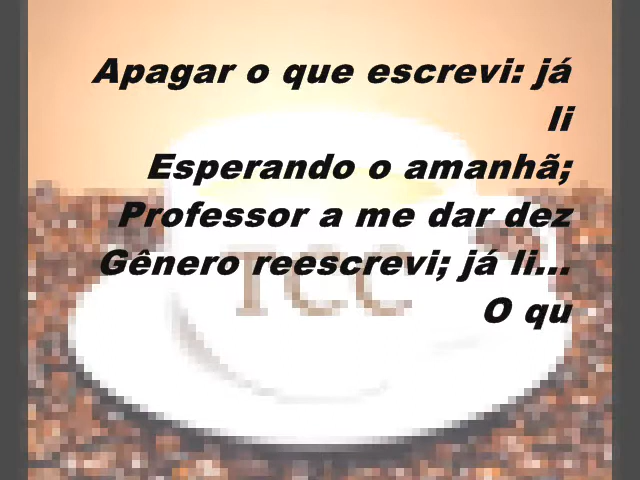 Apagar o que escrevi: já
li
Esperando o amanhã;
Professor a me dar dez
Gênero reescrevi; já li...
O qu
TCC